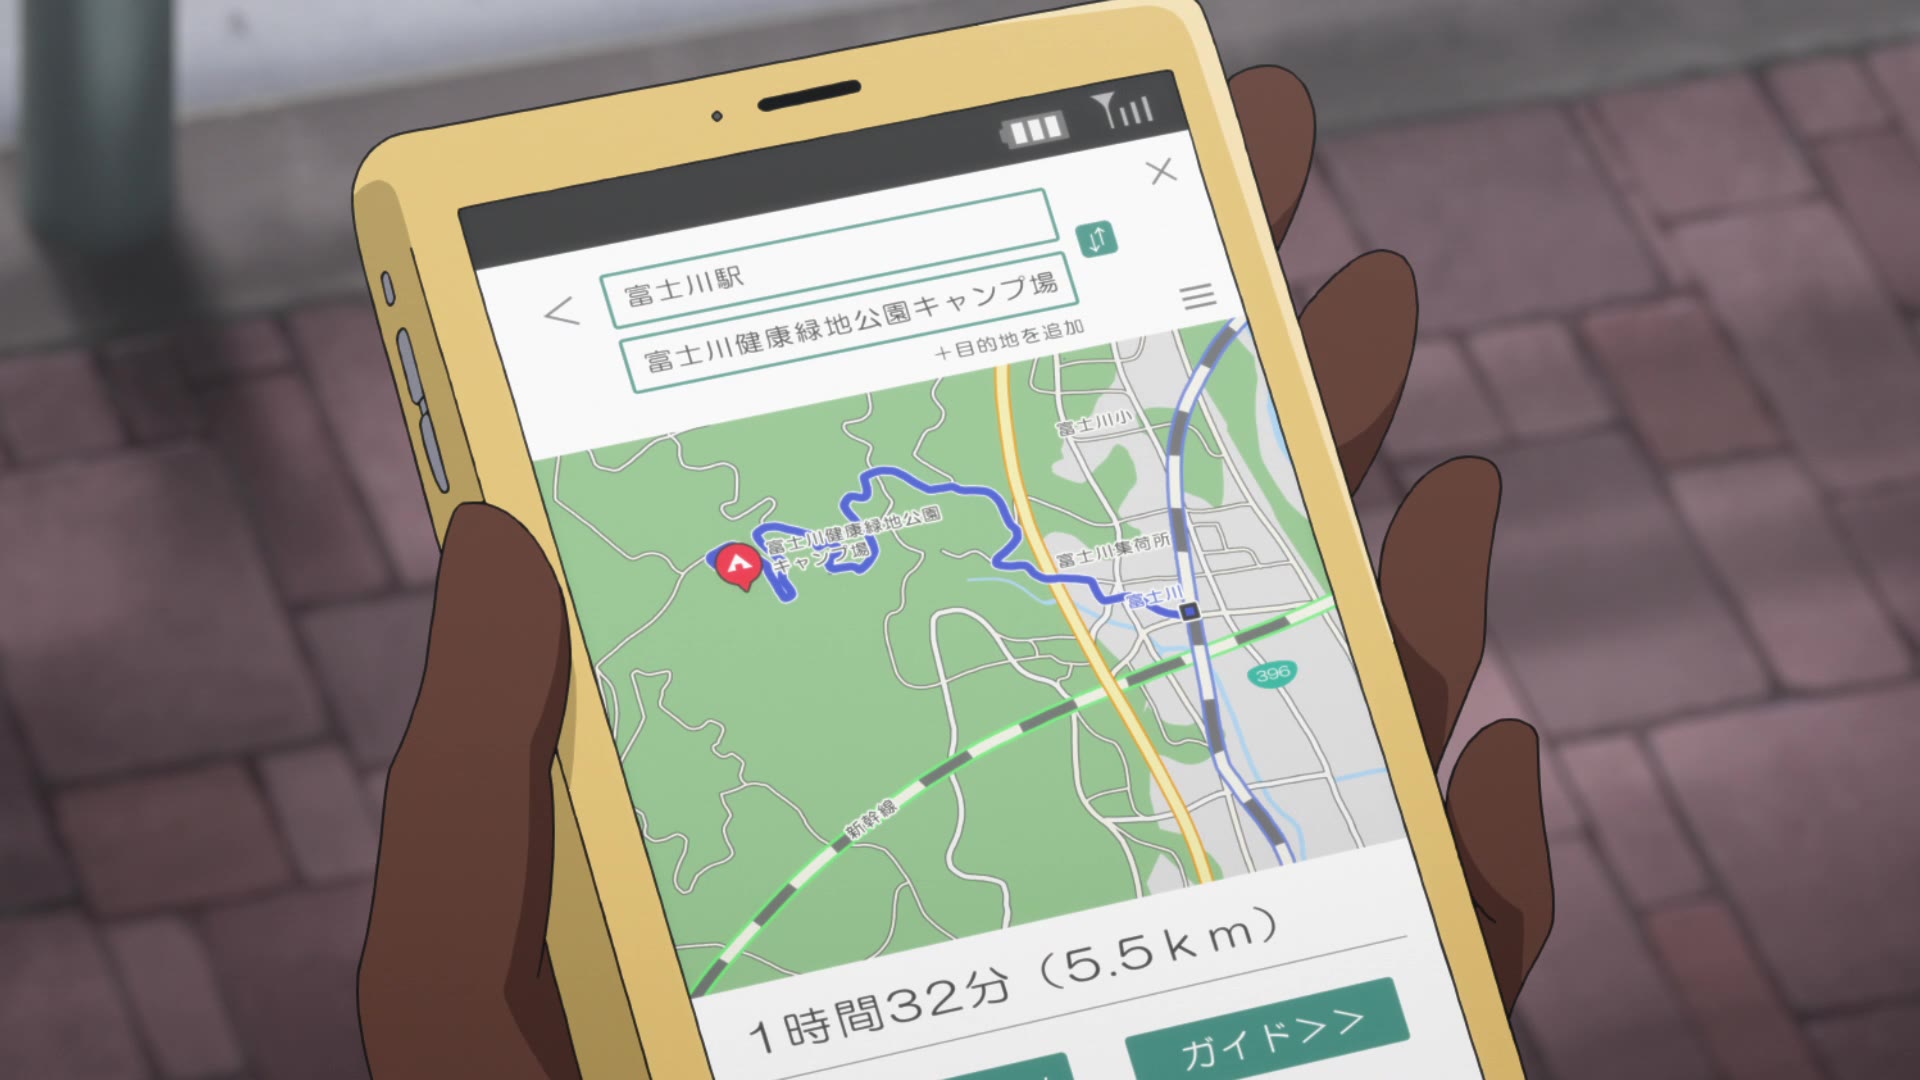 富士川駅
富士川健康緑地公園キャンプ場
＋目的地を追加
富士川小
富士川健康緑地公園
キャンプ場
富士川集荷所
富士川
396
新幹線
1時間32分（5.5ｋｍ）
ガイド＞＞